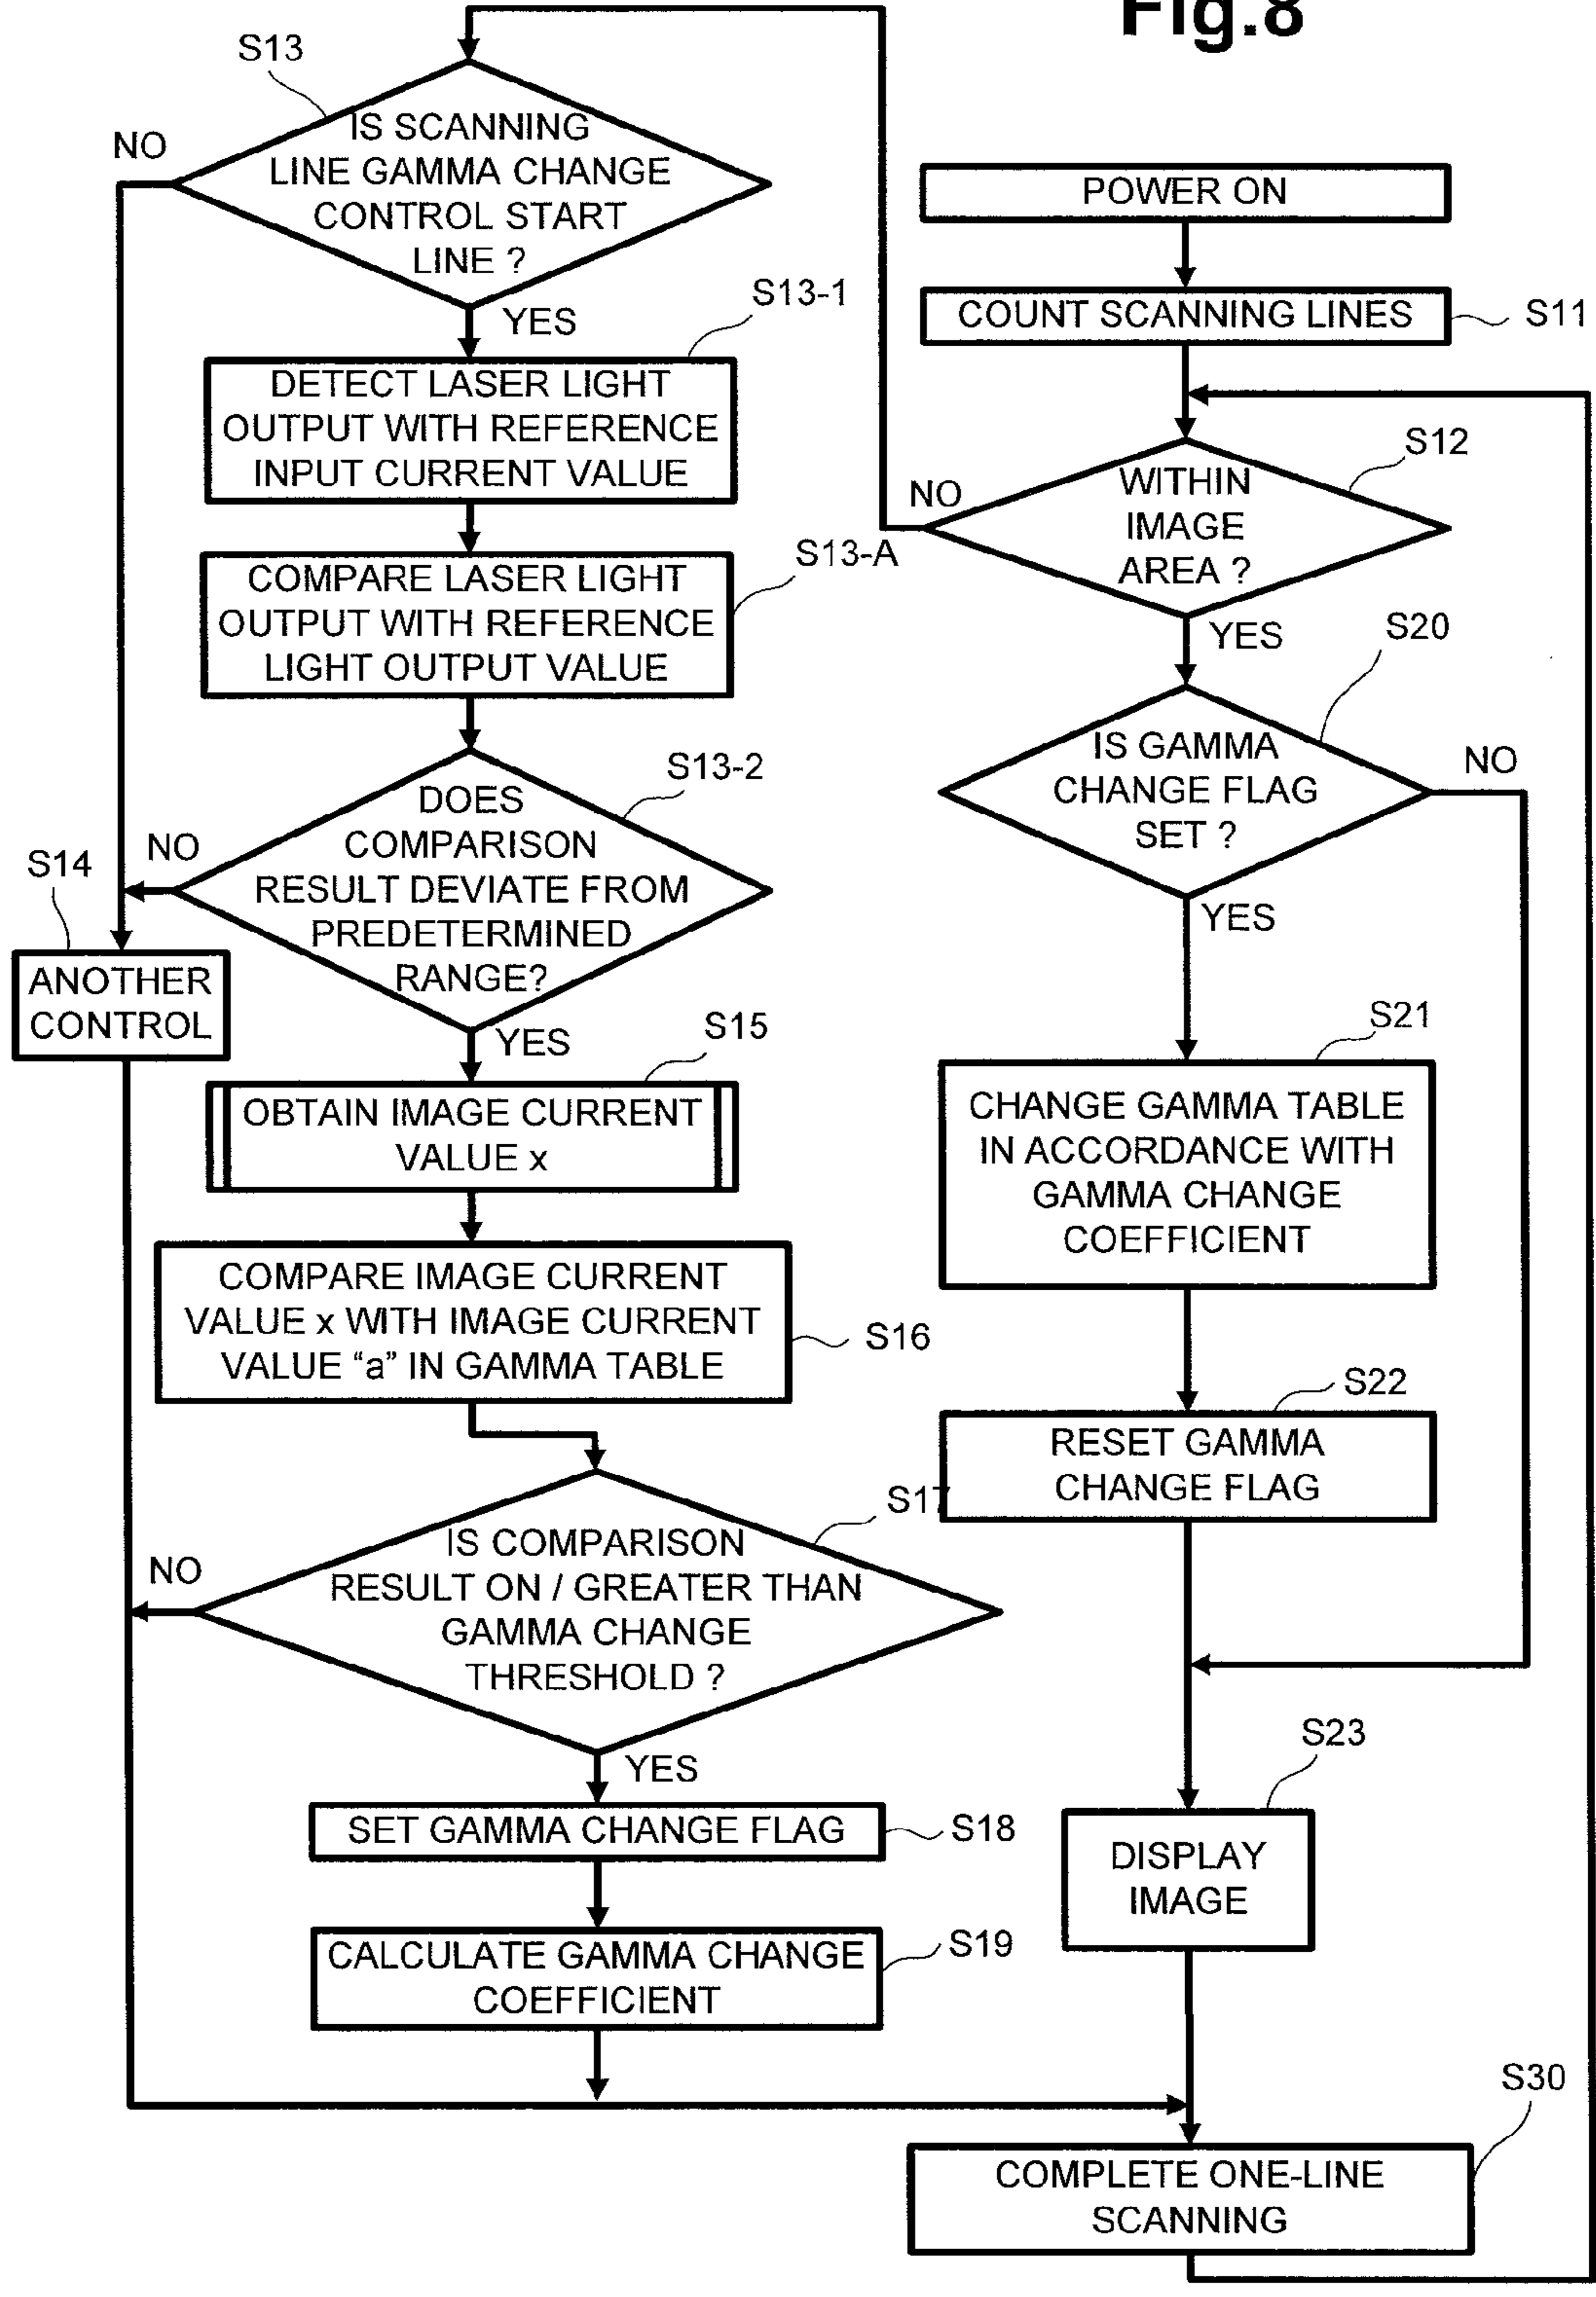 Fig.8
S13
NO
IS SCANNING
LINE GAMMA CHANGE
CONTROL START
LINE ?
YES
S13-1
DETECT LASER LIGHT
OUTPUT WITH REFERENCE
INPUT CURRENT VALUE
S13-A
COMPARE LASER LIGHT
OUTPUT WITH REFERENCE
LIGHT OUTPUT VALUE
S13-2
DOES
COMPARISON
RESULT DEVIATE FROM
PREDETERMINED
RANGE?
NO
S14
ANOTHER
CONTROL
YES
S15
OBTAIN IMAGE CURRENT
VALUE x
COMPARE IMAGE CURRENT
VALUE x WITH IMAGE CURRENT
VALUE “a” IN GAMMA TABLE
S16
S17
IS COMPARISON
RESULT ON / GREATER THAN
GAMMA CHANGE
THRESHOLD ?
NO
YES
SET GAMMA CHANGE FLAG
S18
CALCULATE GAMMA CHANGE
COEFFICIENT
S19
POWER ON
COUNT SCANNING LINES
S11
S12
NO
WITHIN
IMAGE
AREA ?
YES
S20
IS GAMMA
CHANGE FLAG
SET ?
NO
YES
S21
CHANGE GAMMA TABLE
IN ACCORDANCE WITH
GAMMA CHANGE
COEFFICIENT
S22
RESET GAMMA
CHANGE FLAG
S23
DISPLAY
IMAGE
S30
COMPLETE ONE-LINE
SCANNING